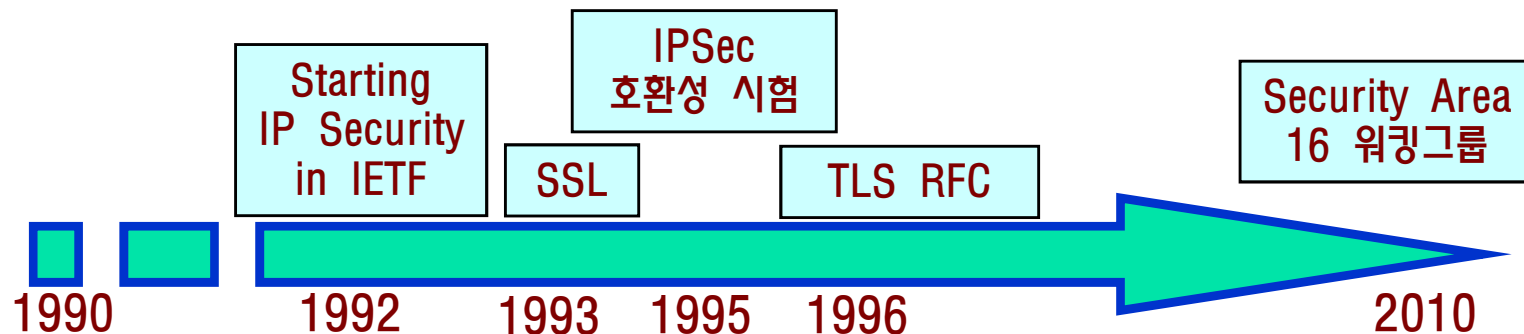 Starting
IP Security
in IETF
SSL
IPSec
호환성 시험
TLS RFC
Security Area
16 워킹그룹
1990
1992
1993
1995
1996
2010